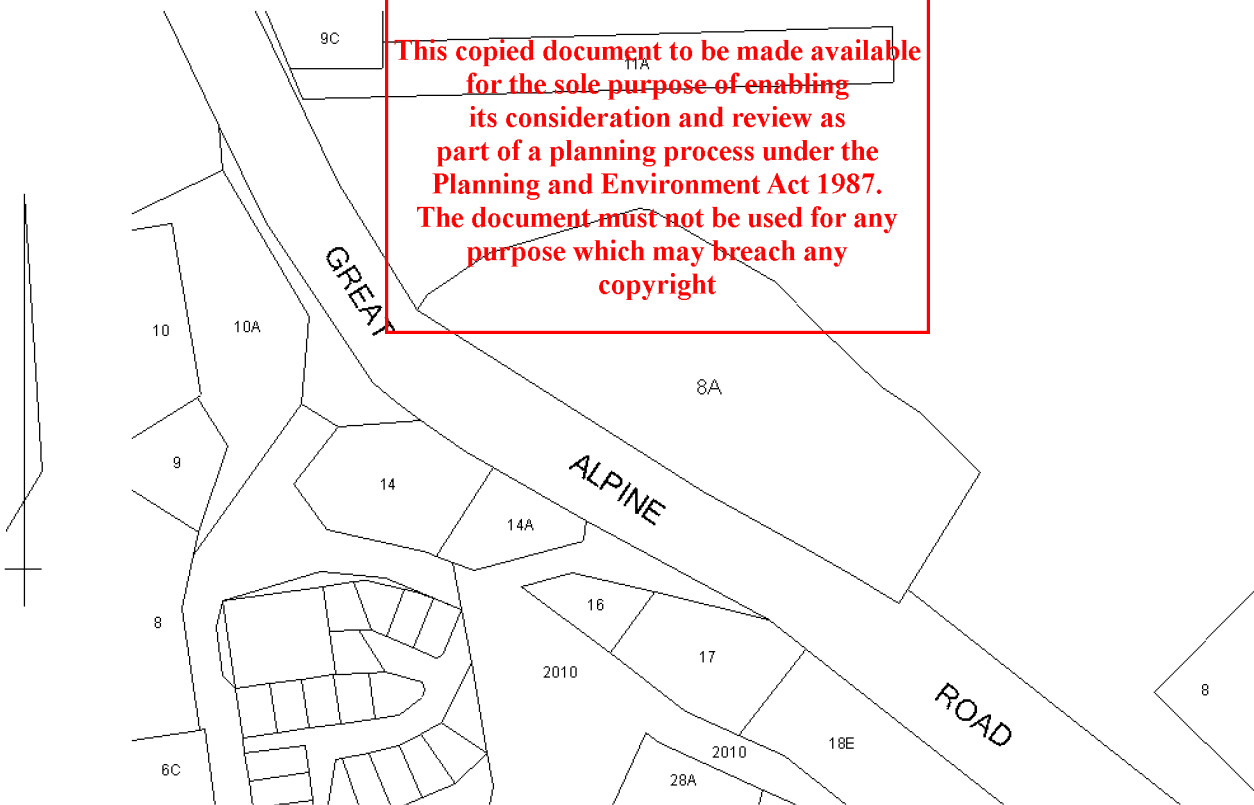 9C
11A
This copied document to be made available
for the sole purpose of enabling
its consideration and review as
part of a planning process under the
Planning and Environment Act 1987.
The document must not be used for any
purpose which may breach any
copyright
GREAT
10
10A
8A
9
14
ALPINE
14A
16
8
17
2010
ROAD
8
18E
2010
6C
28A